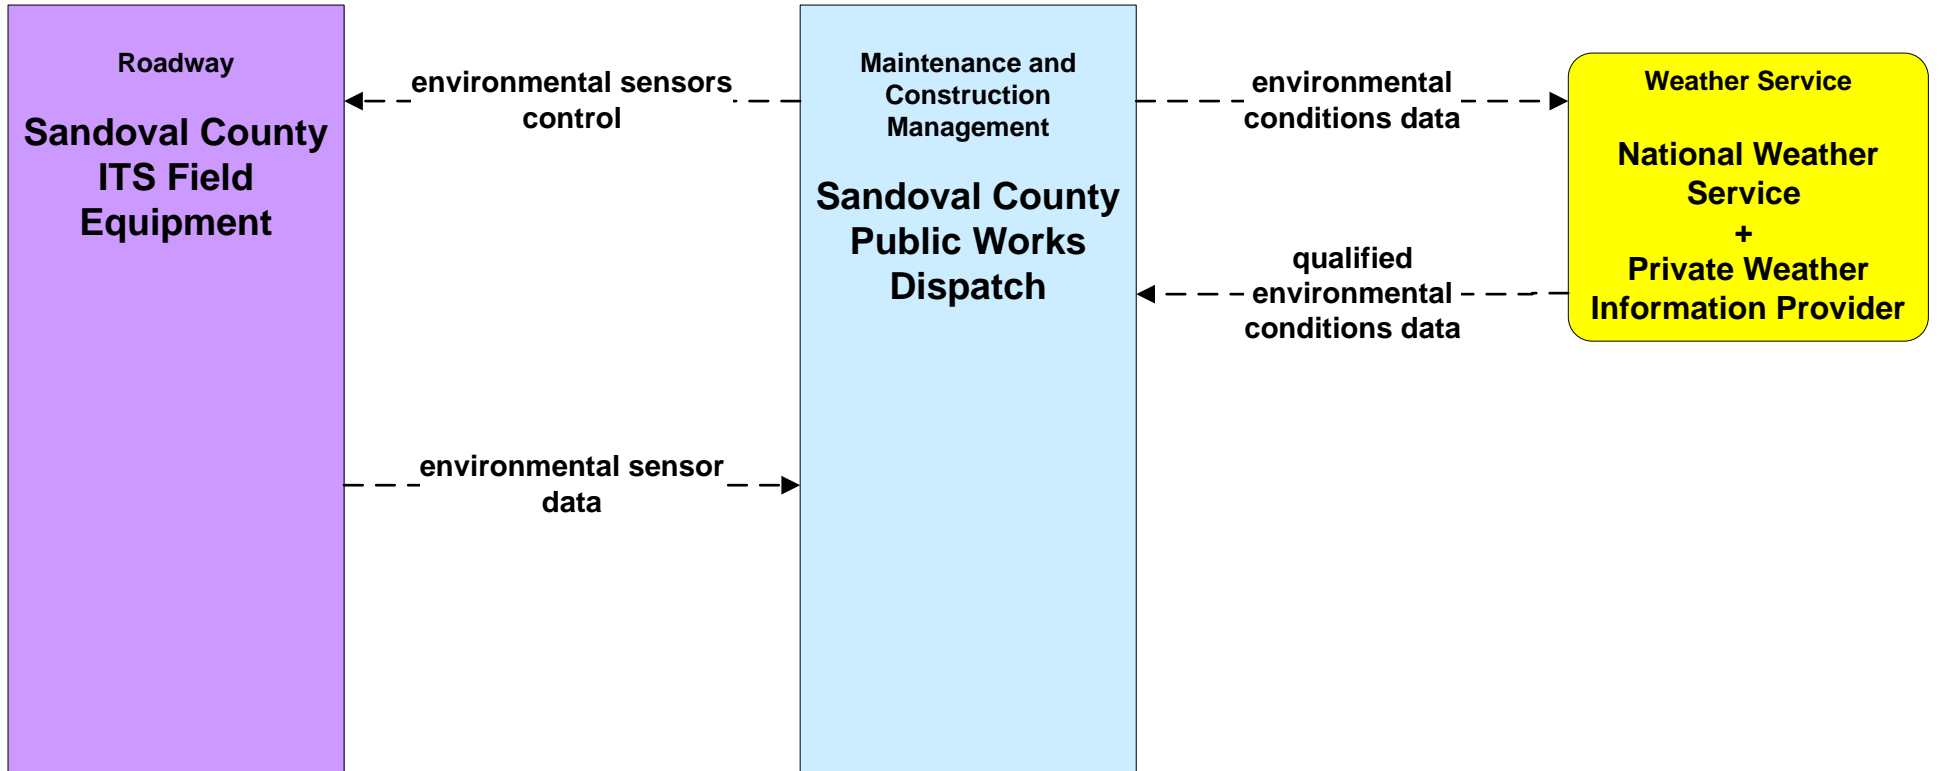 Roadway
Sandoval County
ITS Field
Equipment
environmental sensors
control
environmental sensor
data
Maintenance and
Construction
Management
Sandoval County
Public Works
Dispatch
environmental
conditions data
qualified
environmental
conditions data
Weather Service
National Weather
Service
+
Private Weather
Information Provider